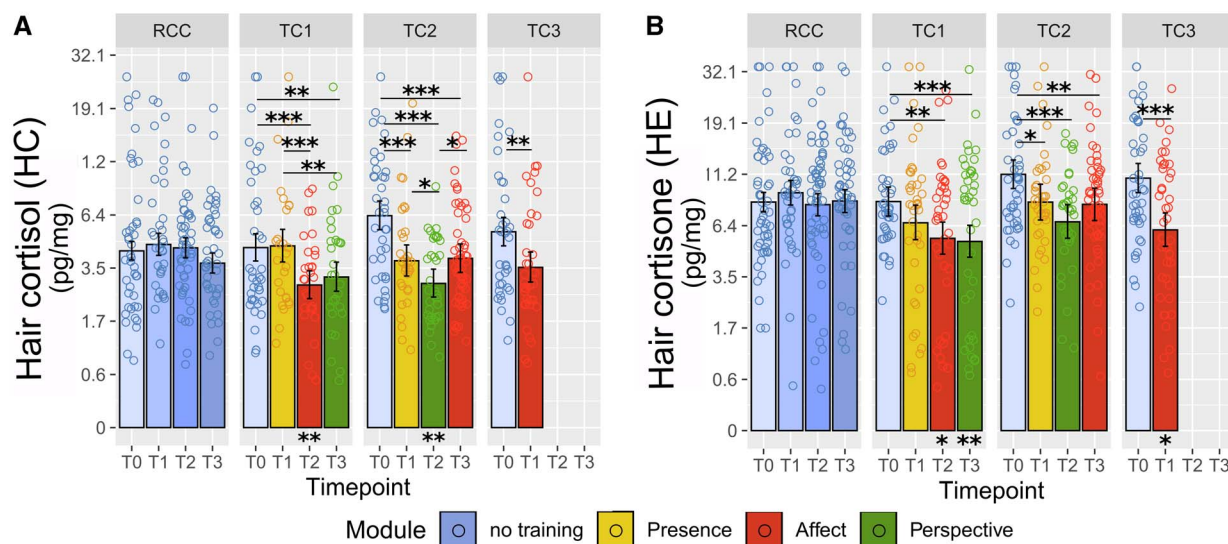 A
RCC
TC1
TC2
TC3
Hair cortisol (HC)
(pg/mg)
32.1
19.1
1.2
6.4
3.5
1.7
0.6
0
** 
***
***
**
**
***
***
***
*
*
**
**
T0 T1 T2 T3
T0 T1 T2 T3
T0 T1 T2 T3
T0 T1 T2 T3
Timepoint
B
RCC
TC1
TC2
TC3
Hair cortisone (HE)
(pg/mg)
32.1
19.1
11.2
6.4
3.5
1.7
0.6
0
***
**
*
**
**
***
*
***
*
T0 T1 T2 T3
T0 T1 T2 T3
T0 T1 T2 T3
T0 T1 T2 T3
Timepoint
Module
no training
Presence
Affect
Perspective